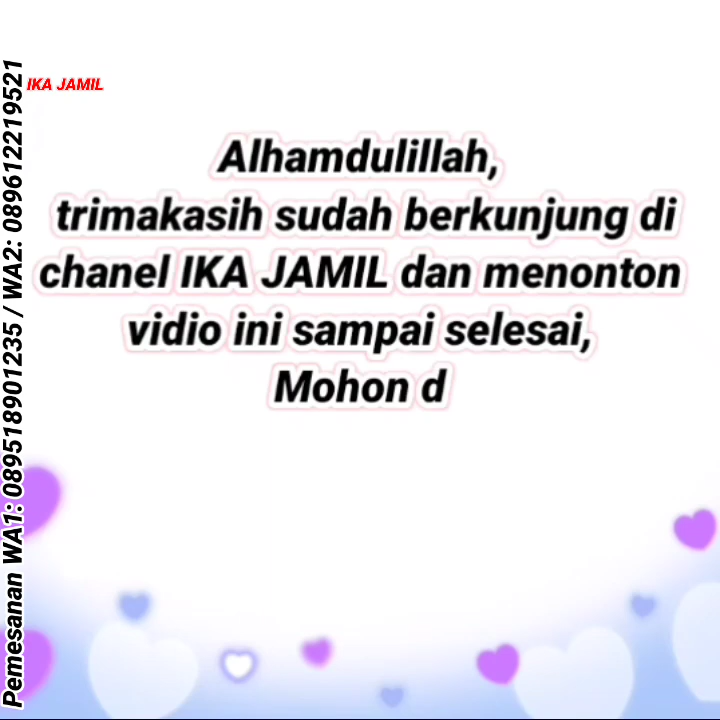 IKA JAMIL
Alhamdulillah,
trimakasih sudah berkunjung di
chanel IKA JAMIL dan menonton
vidio ini sampai selesai,
Mohon d
Pemesanan WA1: 089518901235 / WA2: 089612219521